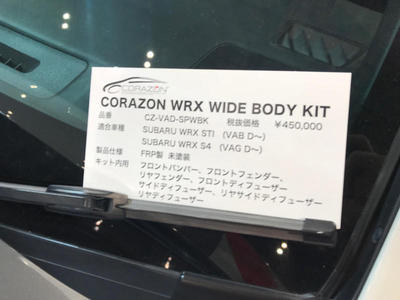 CORAZON
CORAZON WRX WIDE BODY KIT
品番 CZ-VAD-SPWBK 税抜価格 ¥450,000
適合車種 SUBARU WRX STI (VAB D～)
SUBARU WRX S4 (VAG D～)
製品仕様 FRP製 未塗装
キット内用 フロントバンパー、フロントフェンダー、
リヤフェンダー、フロントディフューザー
サイドディフューザー、リヤサイドディフューザー
リヤディフューザー